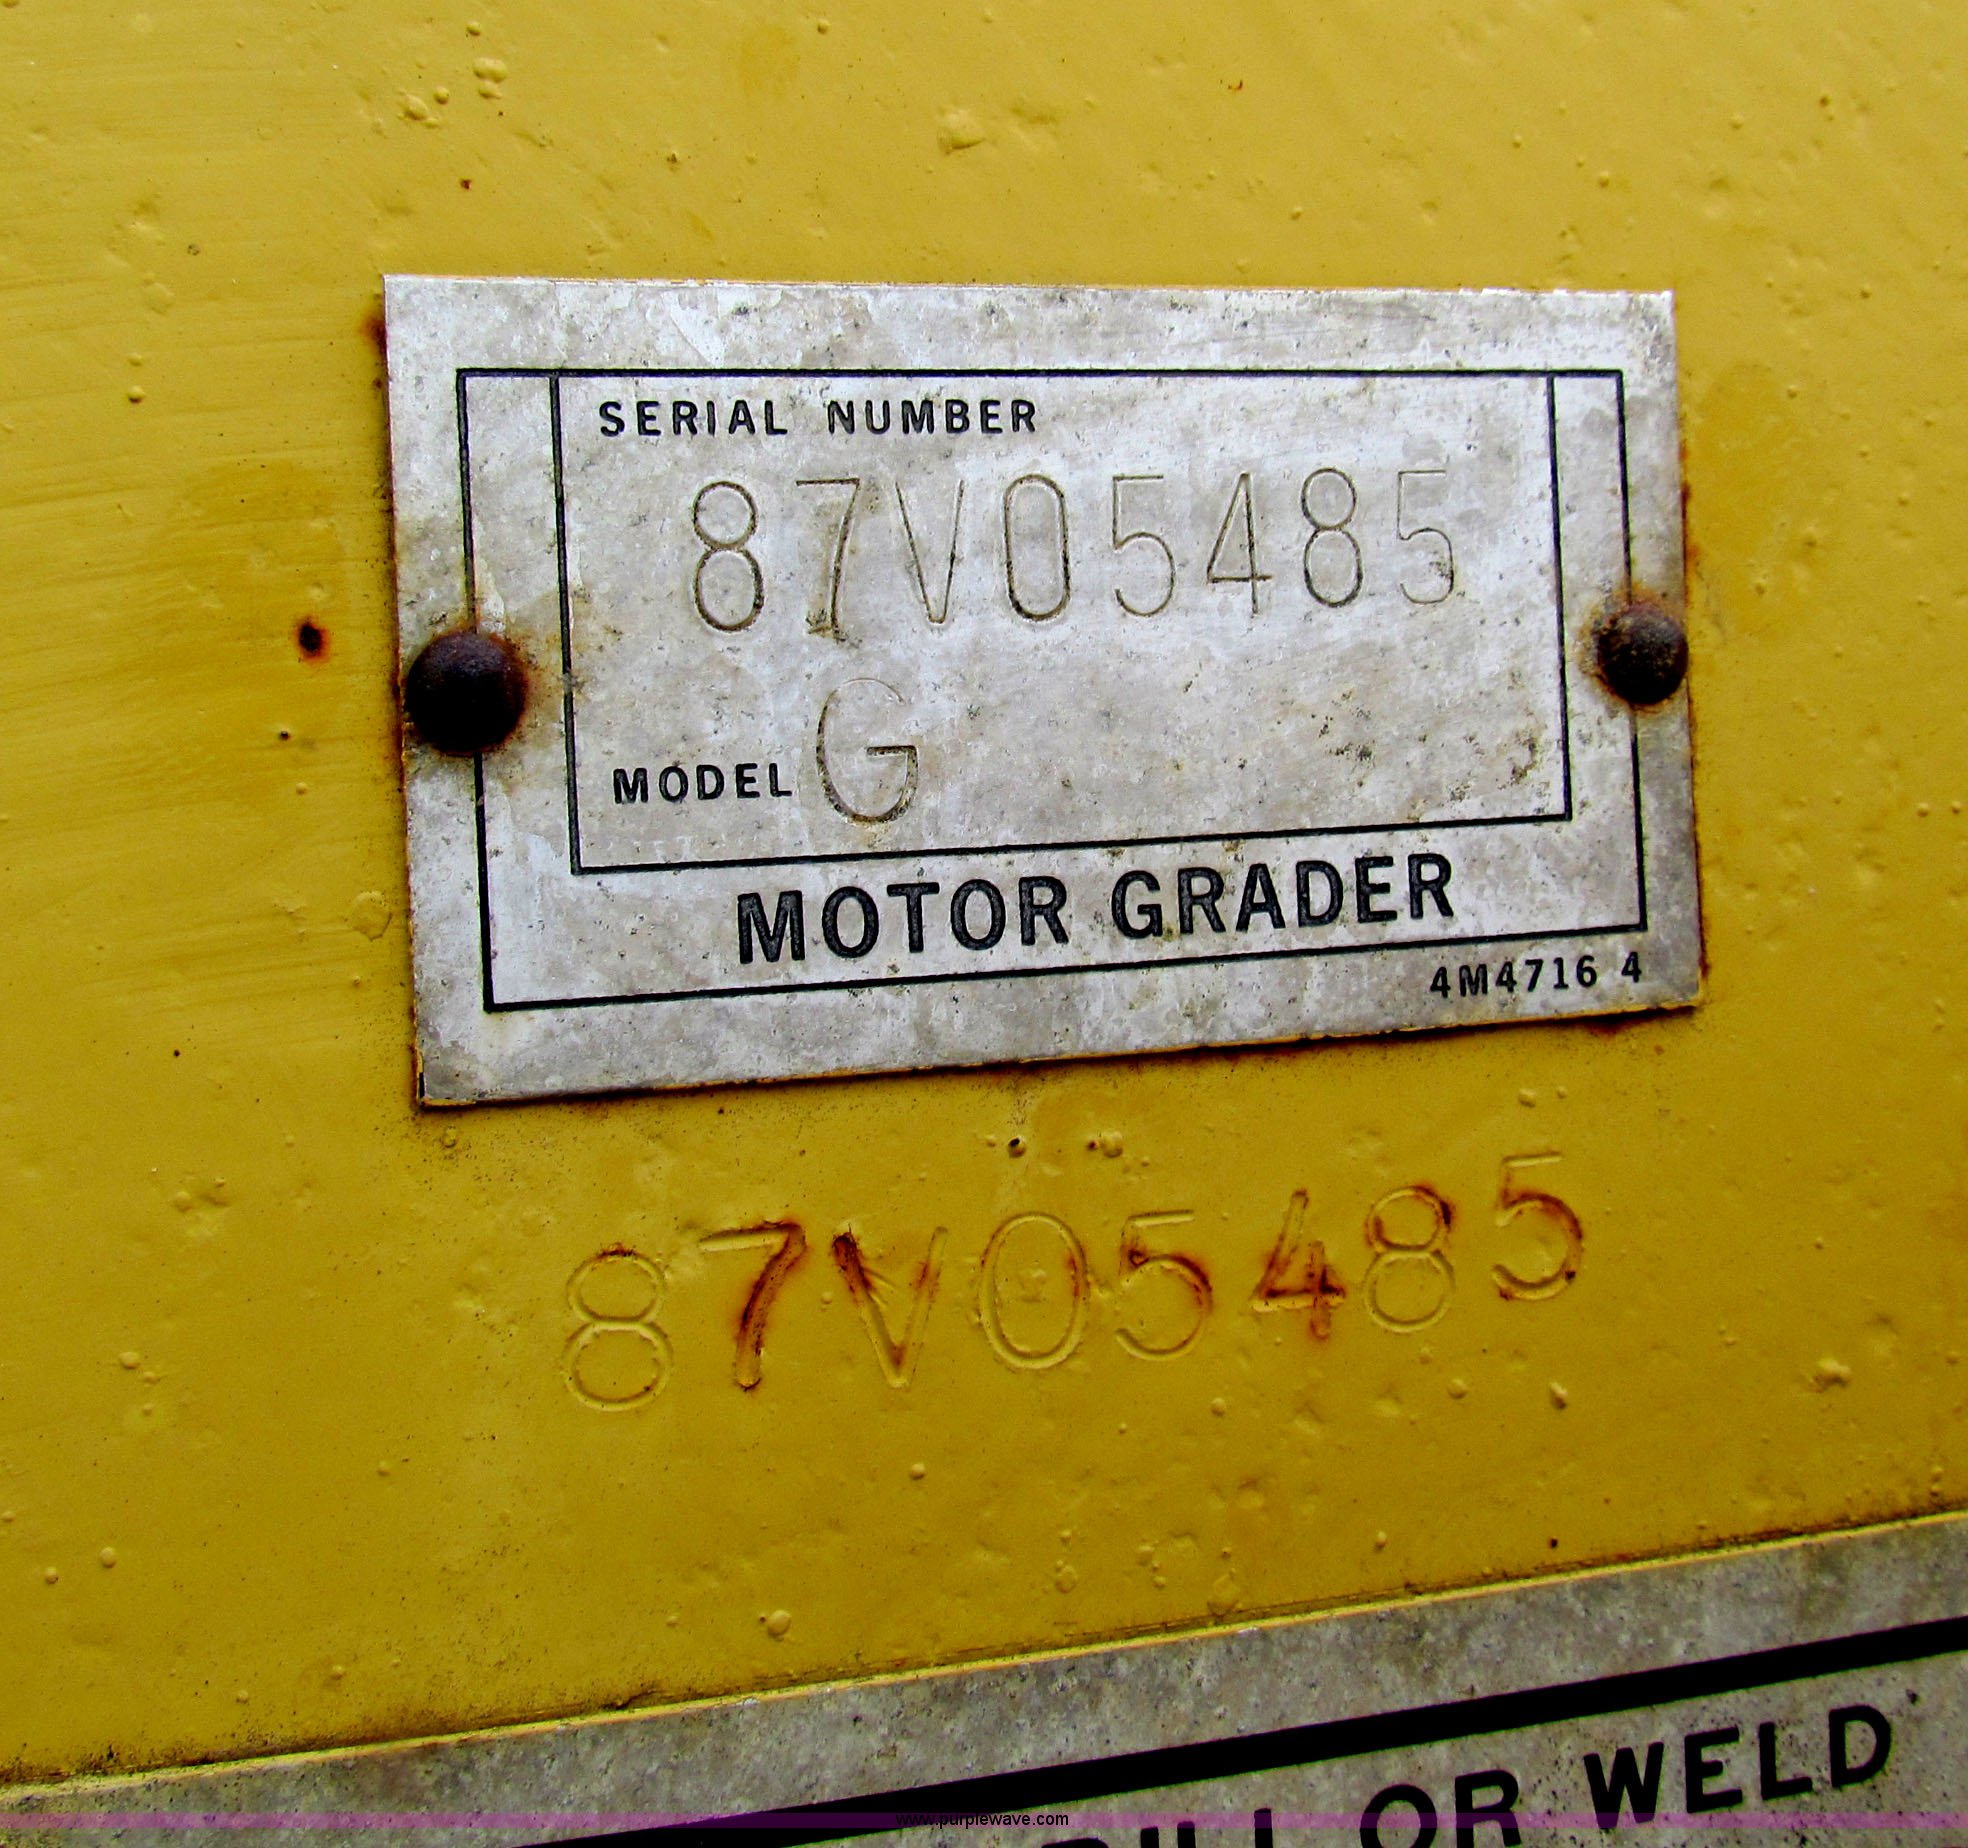 SERIAL NUMBER
87V05485
MODEL G
MOTOR GRADER
4M4716 4
87V05485
OR WELD
www.purplewave.com